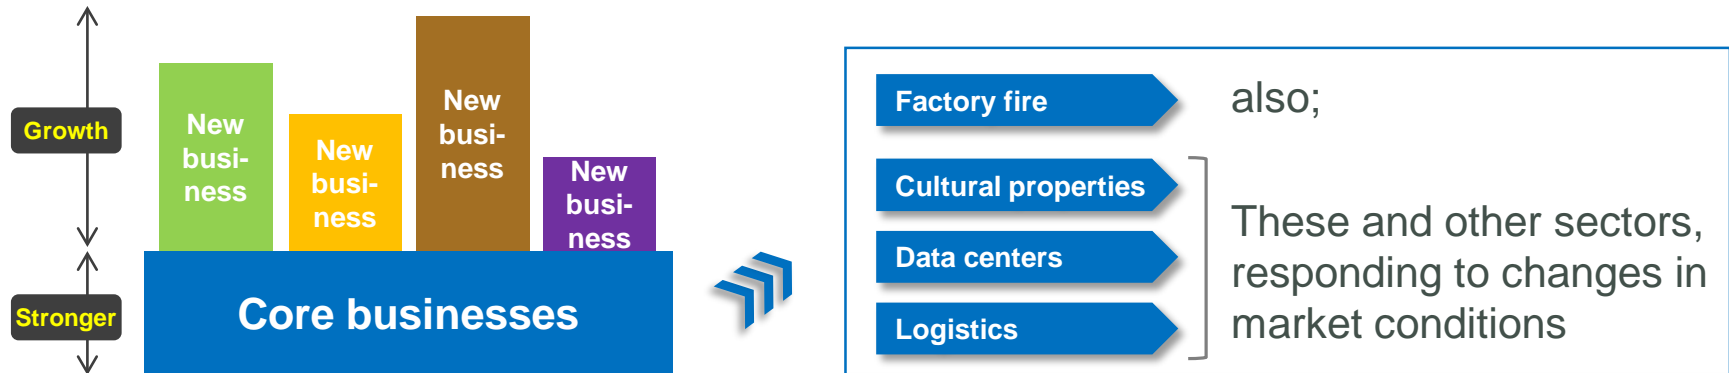 Growth
Stronger
New
busi-
ness
New
busi-
ness
New
busi-
ness
New
busi-
ness
Core businesses
Factory fire
also;
Cultural properties
Data centers
Logistics
These and other sectors,
responding to changes in
market conditions